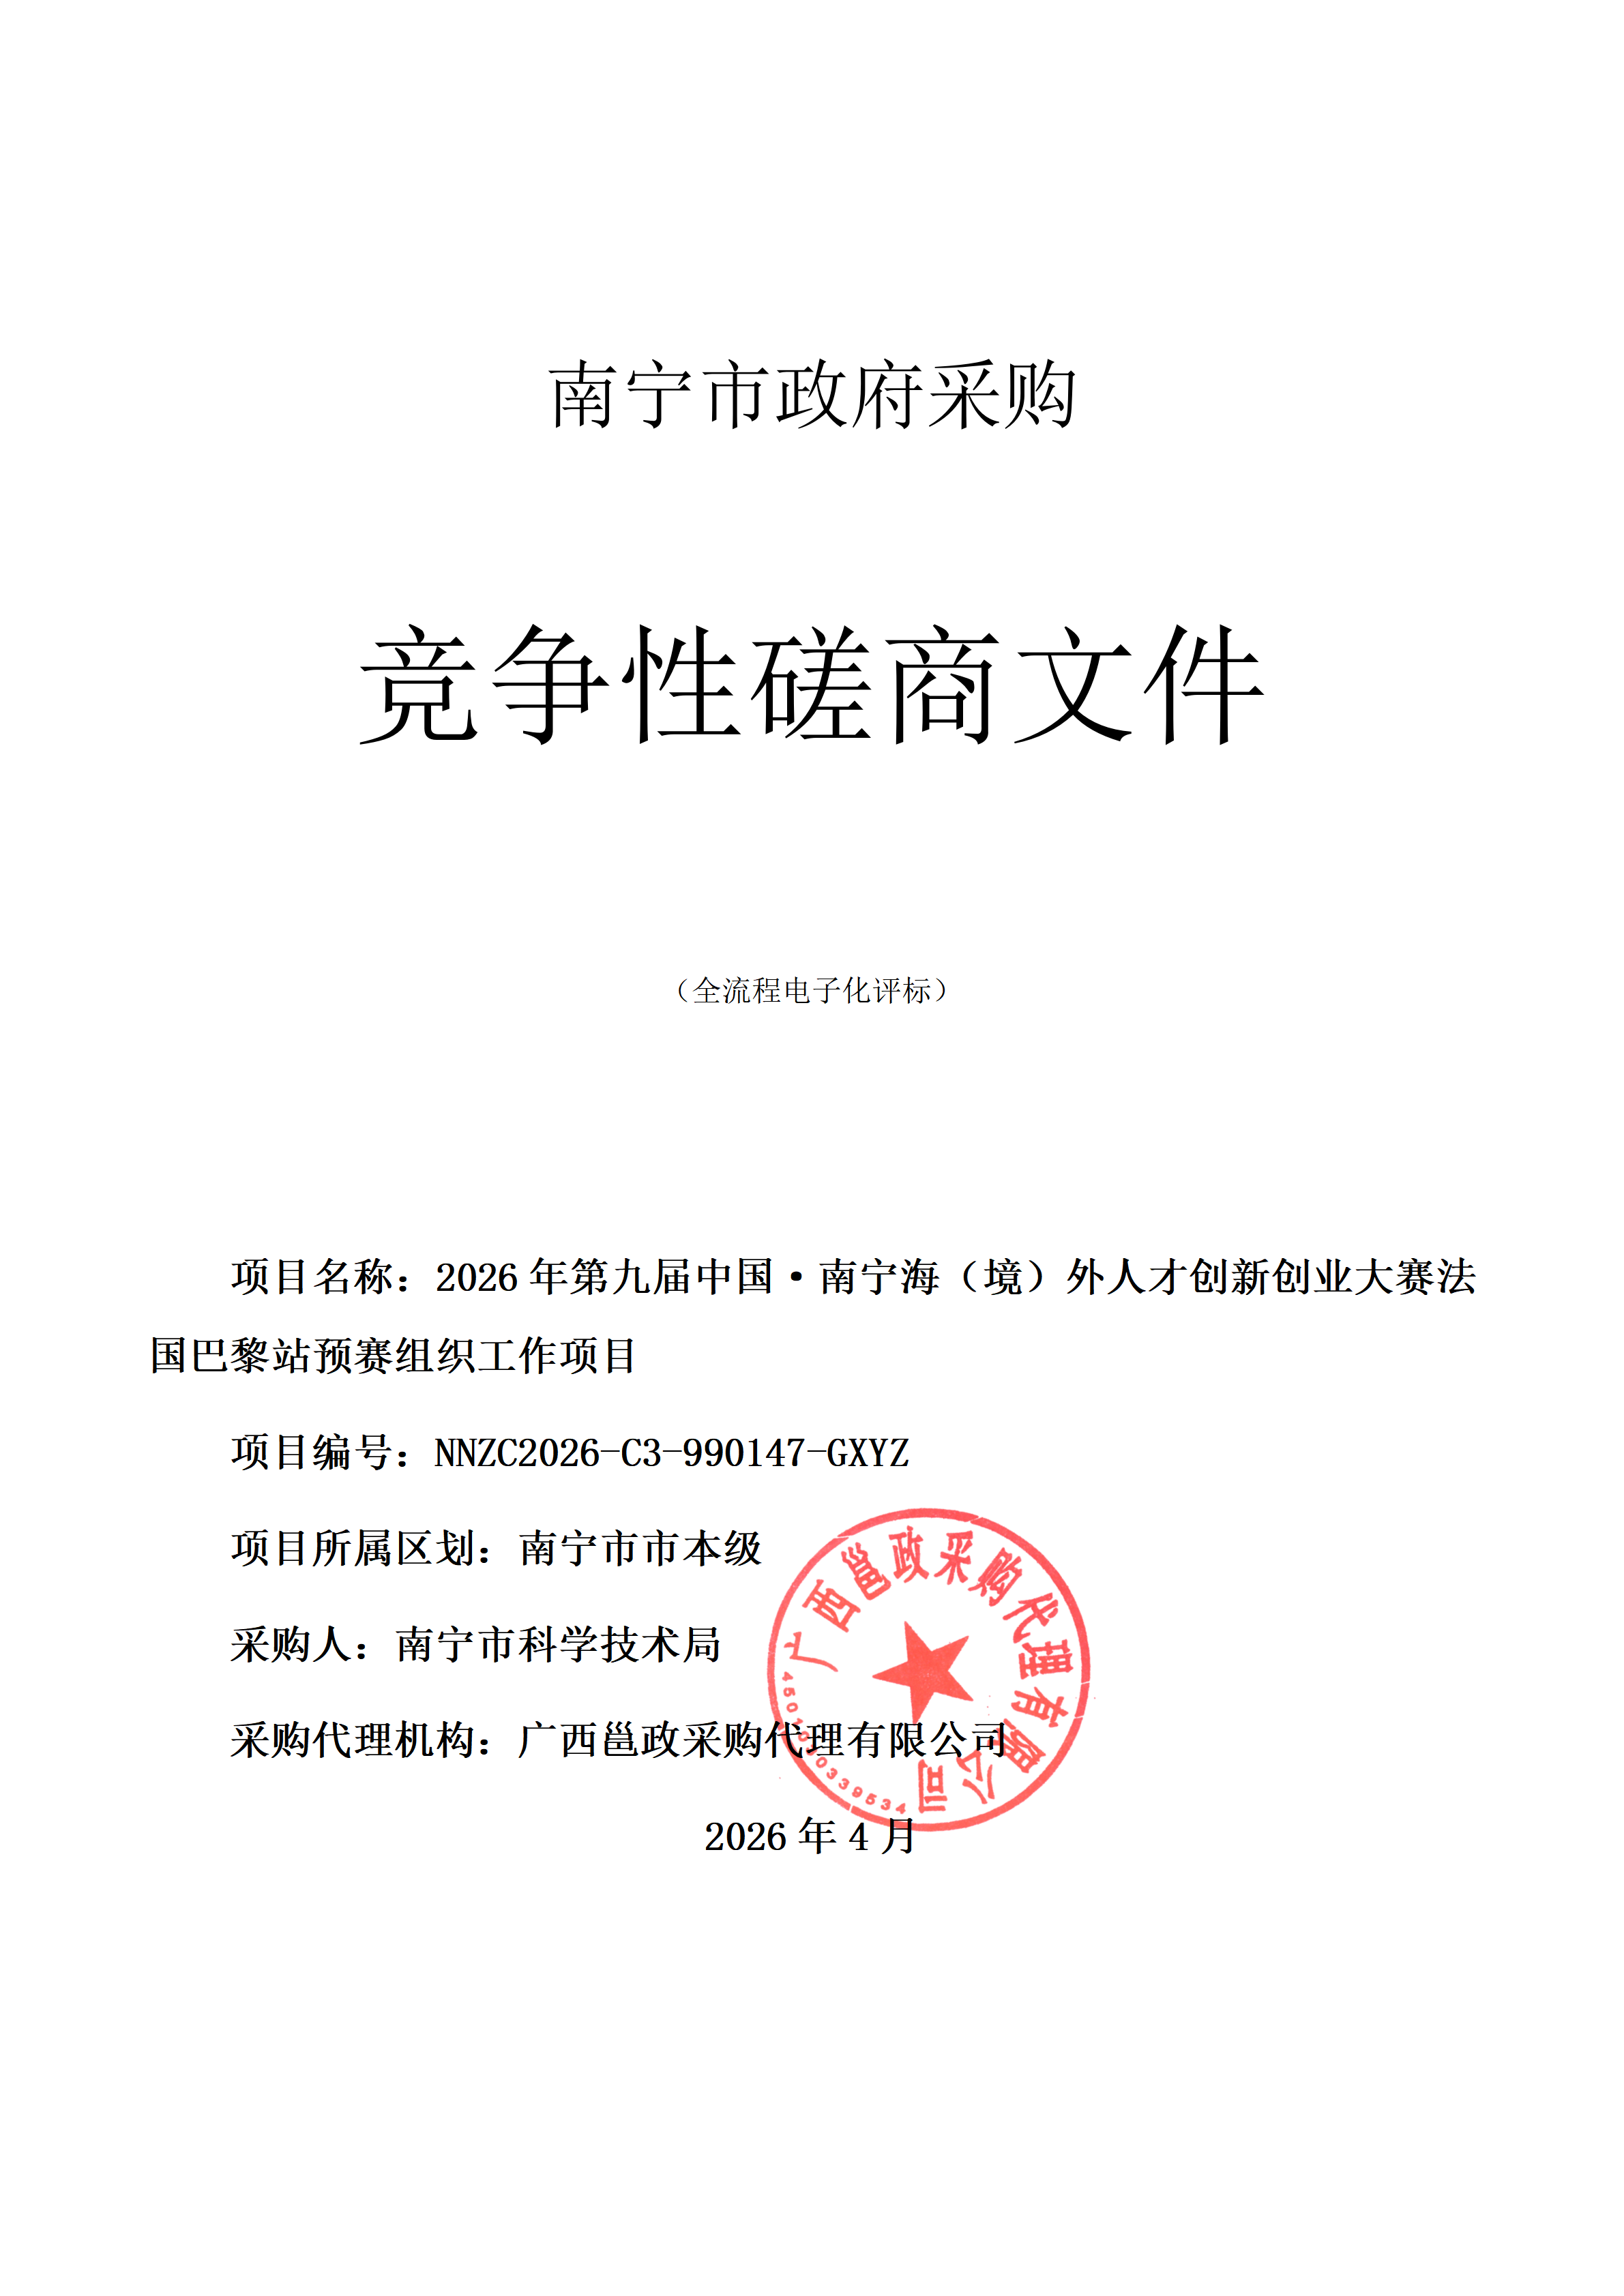 南宁市政府采购
竞争性磋商文件
（全流程电子化评标）
项目名称：2026年第九届中国·南宁海（境）外人才创新创业大赛法
国巴黎站预赛组织工作项目
项目编号：NNZC2026-C3-990147-GXYZ
项目所属区划：南宁市市本级
采购人：南宁市科学技术局
采购代理机构：广西邕政采购代理有限公司
2026年4月
广西邕政采购代理有限公司